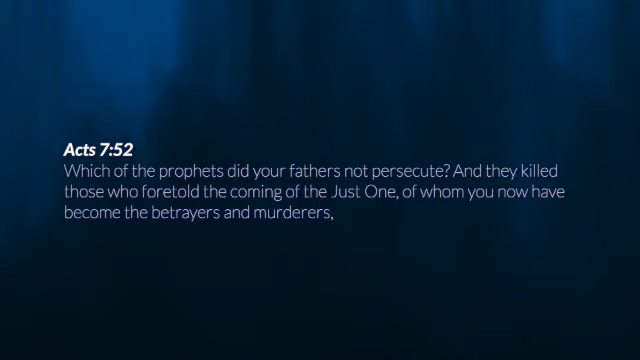 Acts 7:52
Which of the prophets did your fathers not persecute? And they killed
those who foretold the coming of the Just One, of whom you now have
become the betrayers and murderers,